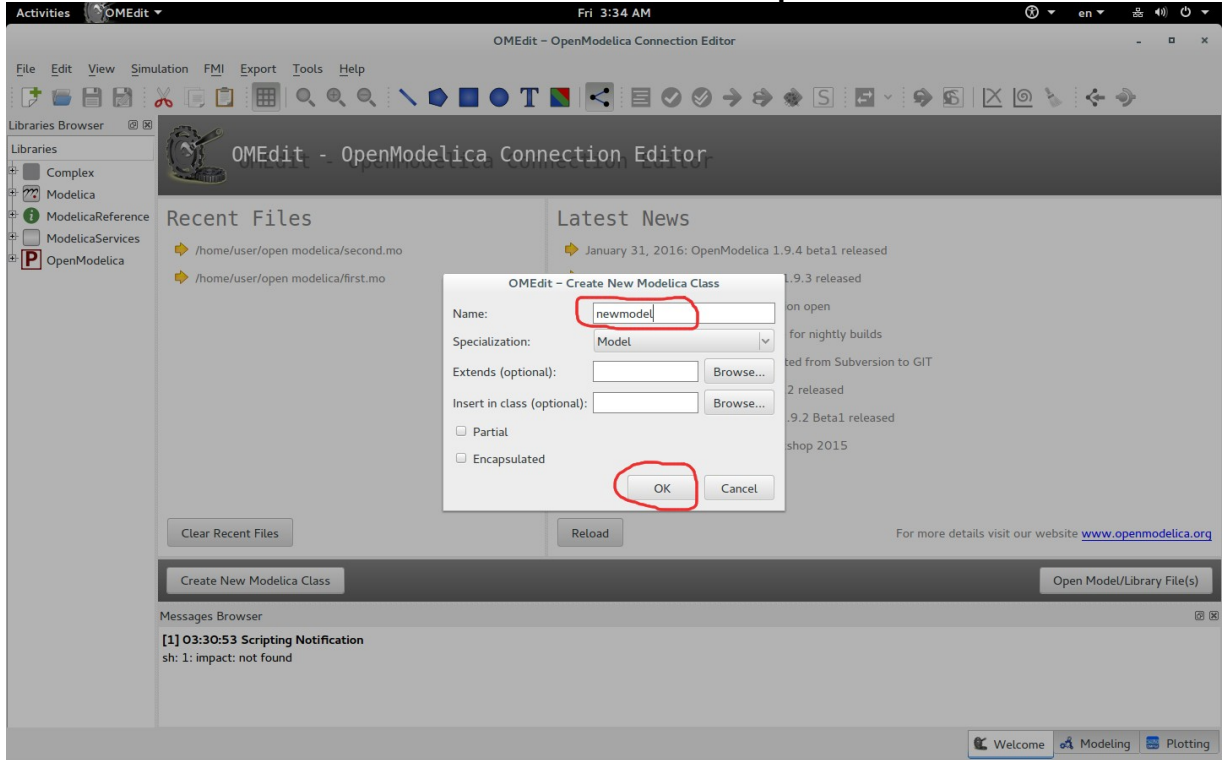 Activities OMEdit Fri 3:34 AM en
OMEdit – OpenModelica Connection Editor
File Edit View Simulation FMI Export Tools Help
T S
Libraries Browser
Libraries
Complex
Modelica
ModelicaReference
ModelicaServices
P OpenModelica
OMEdit - OpenModelica Connection Editor
Recent Files
/home/user/open modelica/second.mo
/home/user/open modelica/first.mo
Clear Recent Files
Latest News
January 31, 2016: OpenModelica 1.9.4 beta1 released
1.9.3 released
on open
for nightly builds
ted from Subversion to GIT
2 released
.9.2 Beta1 released
shop 2015
Reload
For more details visit our website www.openmodelica.org
OMEdit – Create New Modelica Class
Name: newmodel
Specialization: Model
Extends (optional): Browse...
Insert in class (optional): Browse...
Partial
Encapsulated
OK Cancel
Create New Modelica Class Open Model/Library File(s)
Messages Browser
[1] 03:30:53 Scripting Notification
sh: 1: impact: not found
Welcome Modeling Plotting